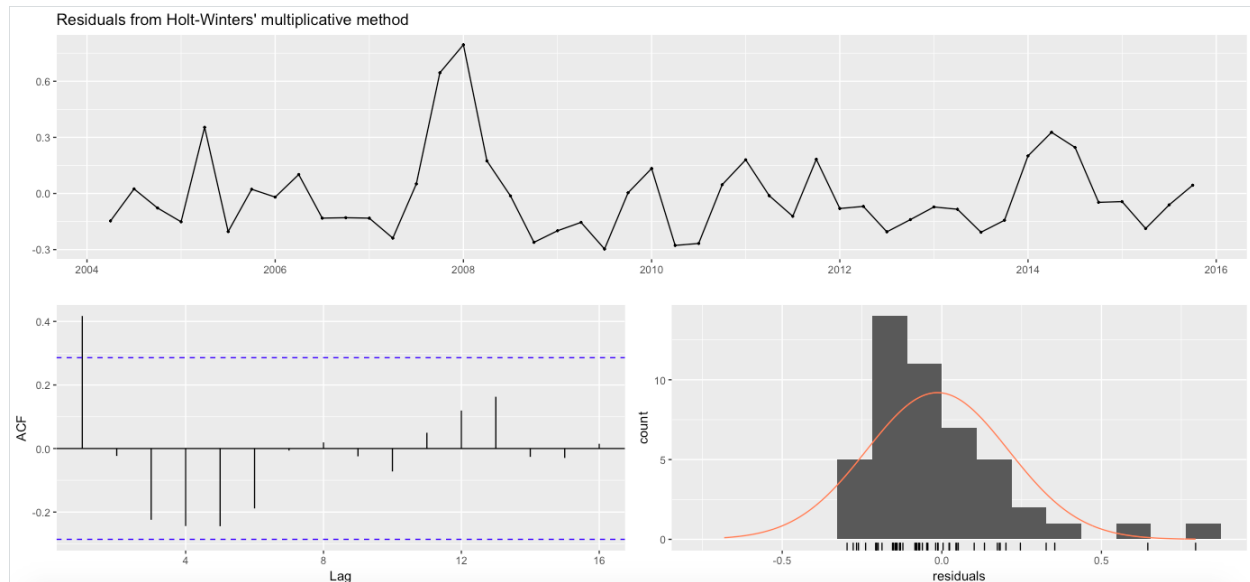 Residuals from Holt-Winters' multiplicative method
0.6
0.3
0.0
-0.3
2004 2006 2008 2010 2012 2014 2016
0.4
0.2
0.0
-0.2
ACF
4 8 12 16
Lag
10
5
0
count
-0.5 0.0 0.5
residuals